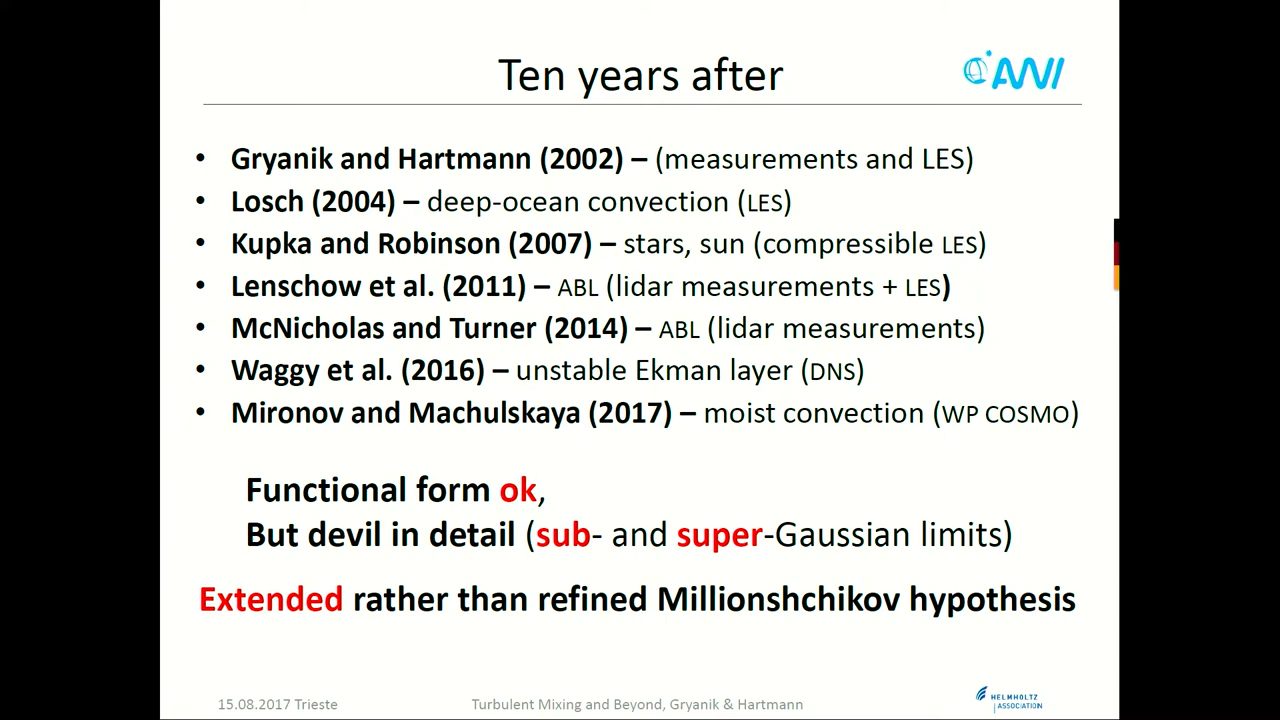 Ten years after
AWI
• Gryanik and Hartmann (2002) – (measurements and LES)
• Losch (2004) – deep-ocean convection (LES)
• Kupka and Robinson (2007) – stars, sun (compressible LES)
• Lenschow et al. (2011) – ABL (lidar measurements + LES)
• McNicholas and Turner (2014) – ABL (lidar measurements)
• Waggy et al. (2016) – unstable Ekman layer (DNS)
• Mironov and Machulskaya (2017) – moist convection (WP COSMO)
Functional form ok,
But devil in detail (sub- and super-Gaussian limits)
Extended rather than refined Millionshchikov hypothesis
15.08.2017 Trieste
Turbulent Mixing and Beyond, Gryanik & Hartmann
HELMHOLTZ
ASSOCIATION